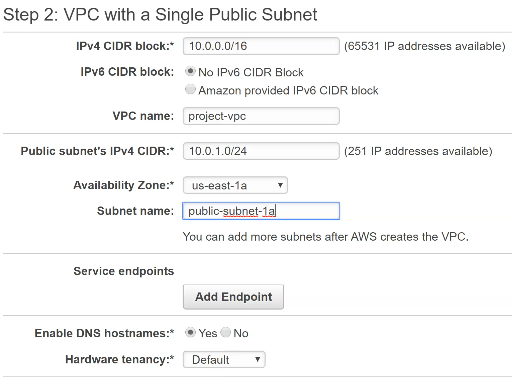 Step 2: VPC with a Single Public Subnet
IPv4 CIDR block:* 10.0.0.0/16 (65531 IP addresses available)
IPv6 CIDR block: No IPv6 CIDR Block
Amazon provided IPv6 CIDR block
VPC name: project-vpc
Public subnet's IPv4 CIDR:* 10.0.1.0/24 (251 IP addresses available)
Availability Zone:* us-east-1a
Subnet name: public-subnet-1a
You can add more subnets after AWS creates the VPC.
Service endpoints
Add Endpoint
Enable DNS hostnames:* Yes No
Hardware tenancy:* Default